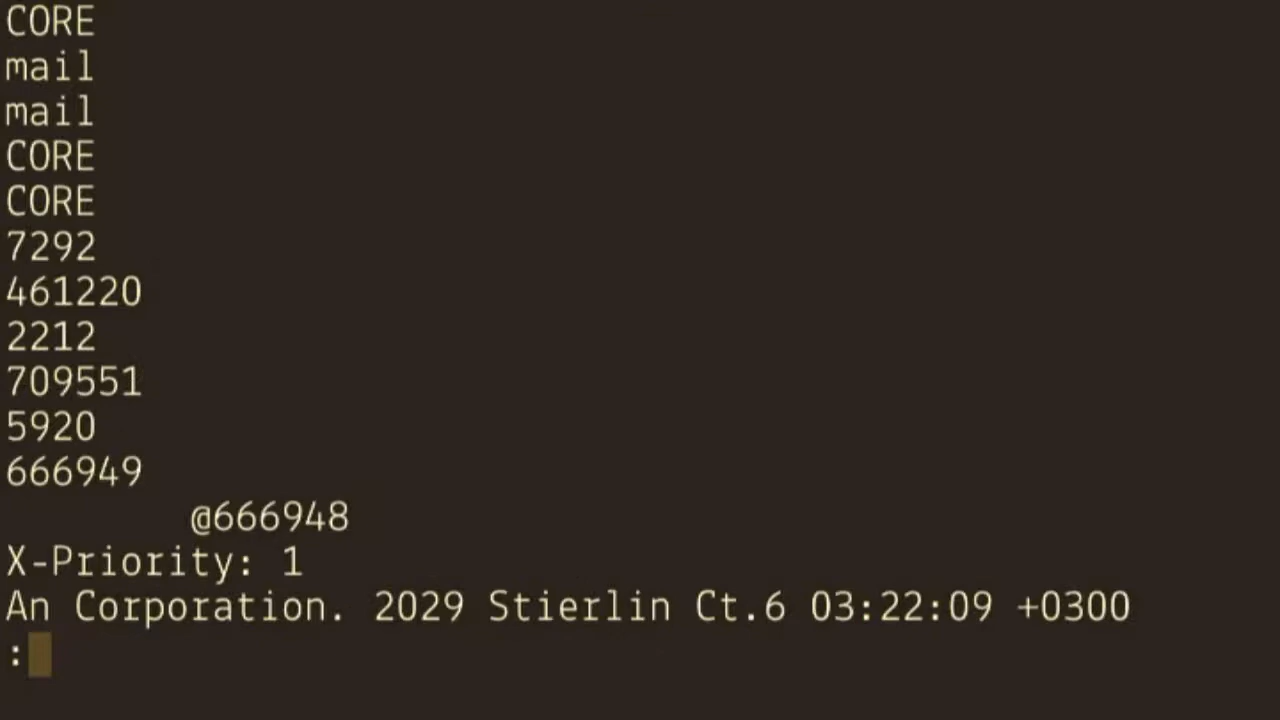 CORE
mail
mail
CORE
CORE
7292
461220
2212
709551
5920
666949
@666948
X-Priority: 1
An Corporation. 2029 Stierlin Ct.6 03:22:09 +0300
: